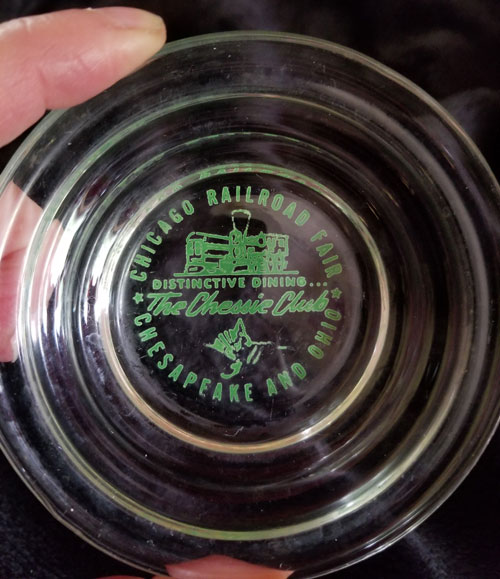 CHICAGO RAILROAD FAIR
DISTINCTIVE DINING...
The Chessie Club
CHESAPEAKE AND OHIO